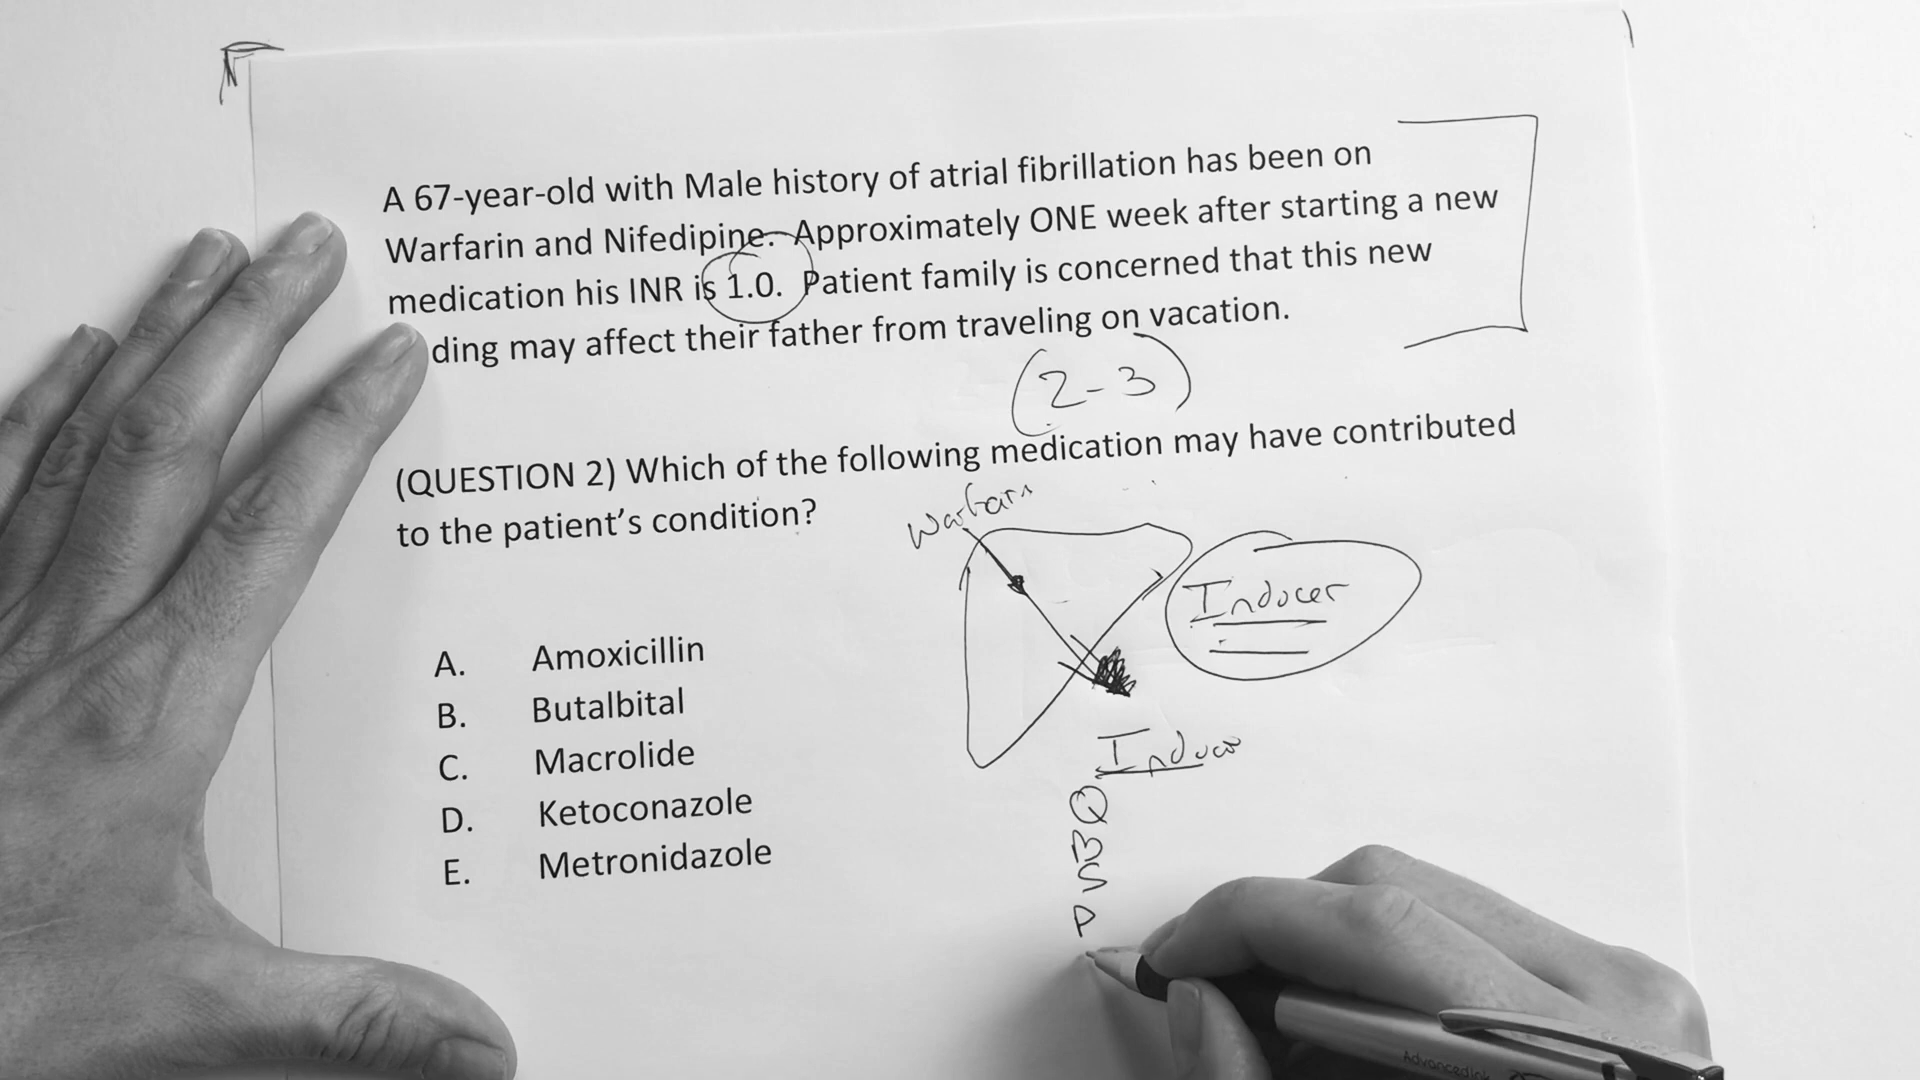 A 67-year-old with Male history of atrial fibrillation has been on
Warfarin and Nifedipine. Approximately ONE week after starting a new
medication his INR is 1.0. Patient family is concerned that this new
ding may affect their father from traveling on vacation.
(2-3)
(QUESTION 2) Which of the following medication may have contributed
to the patient's condition?
Warfarin
Inducer
A. Amoxicillin
B. Butalbital
C. Macrolide
D. Ketoconazole
E. Metronidazole
Q
B
S
P
AdvancedInk